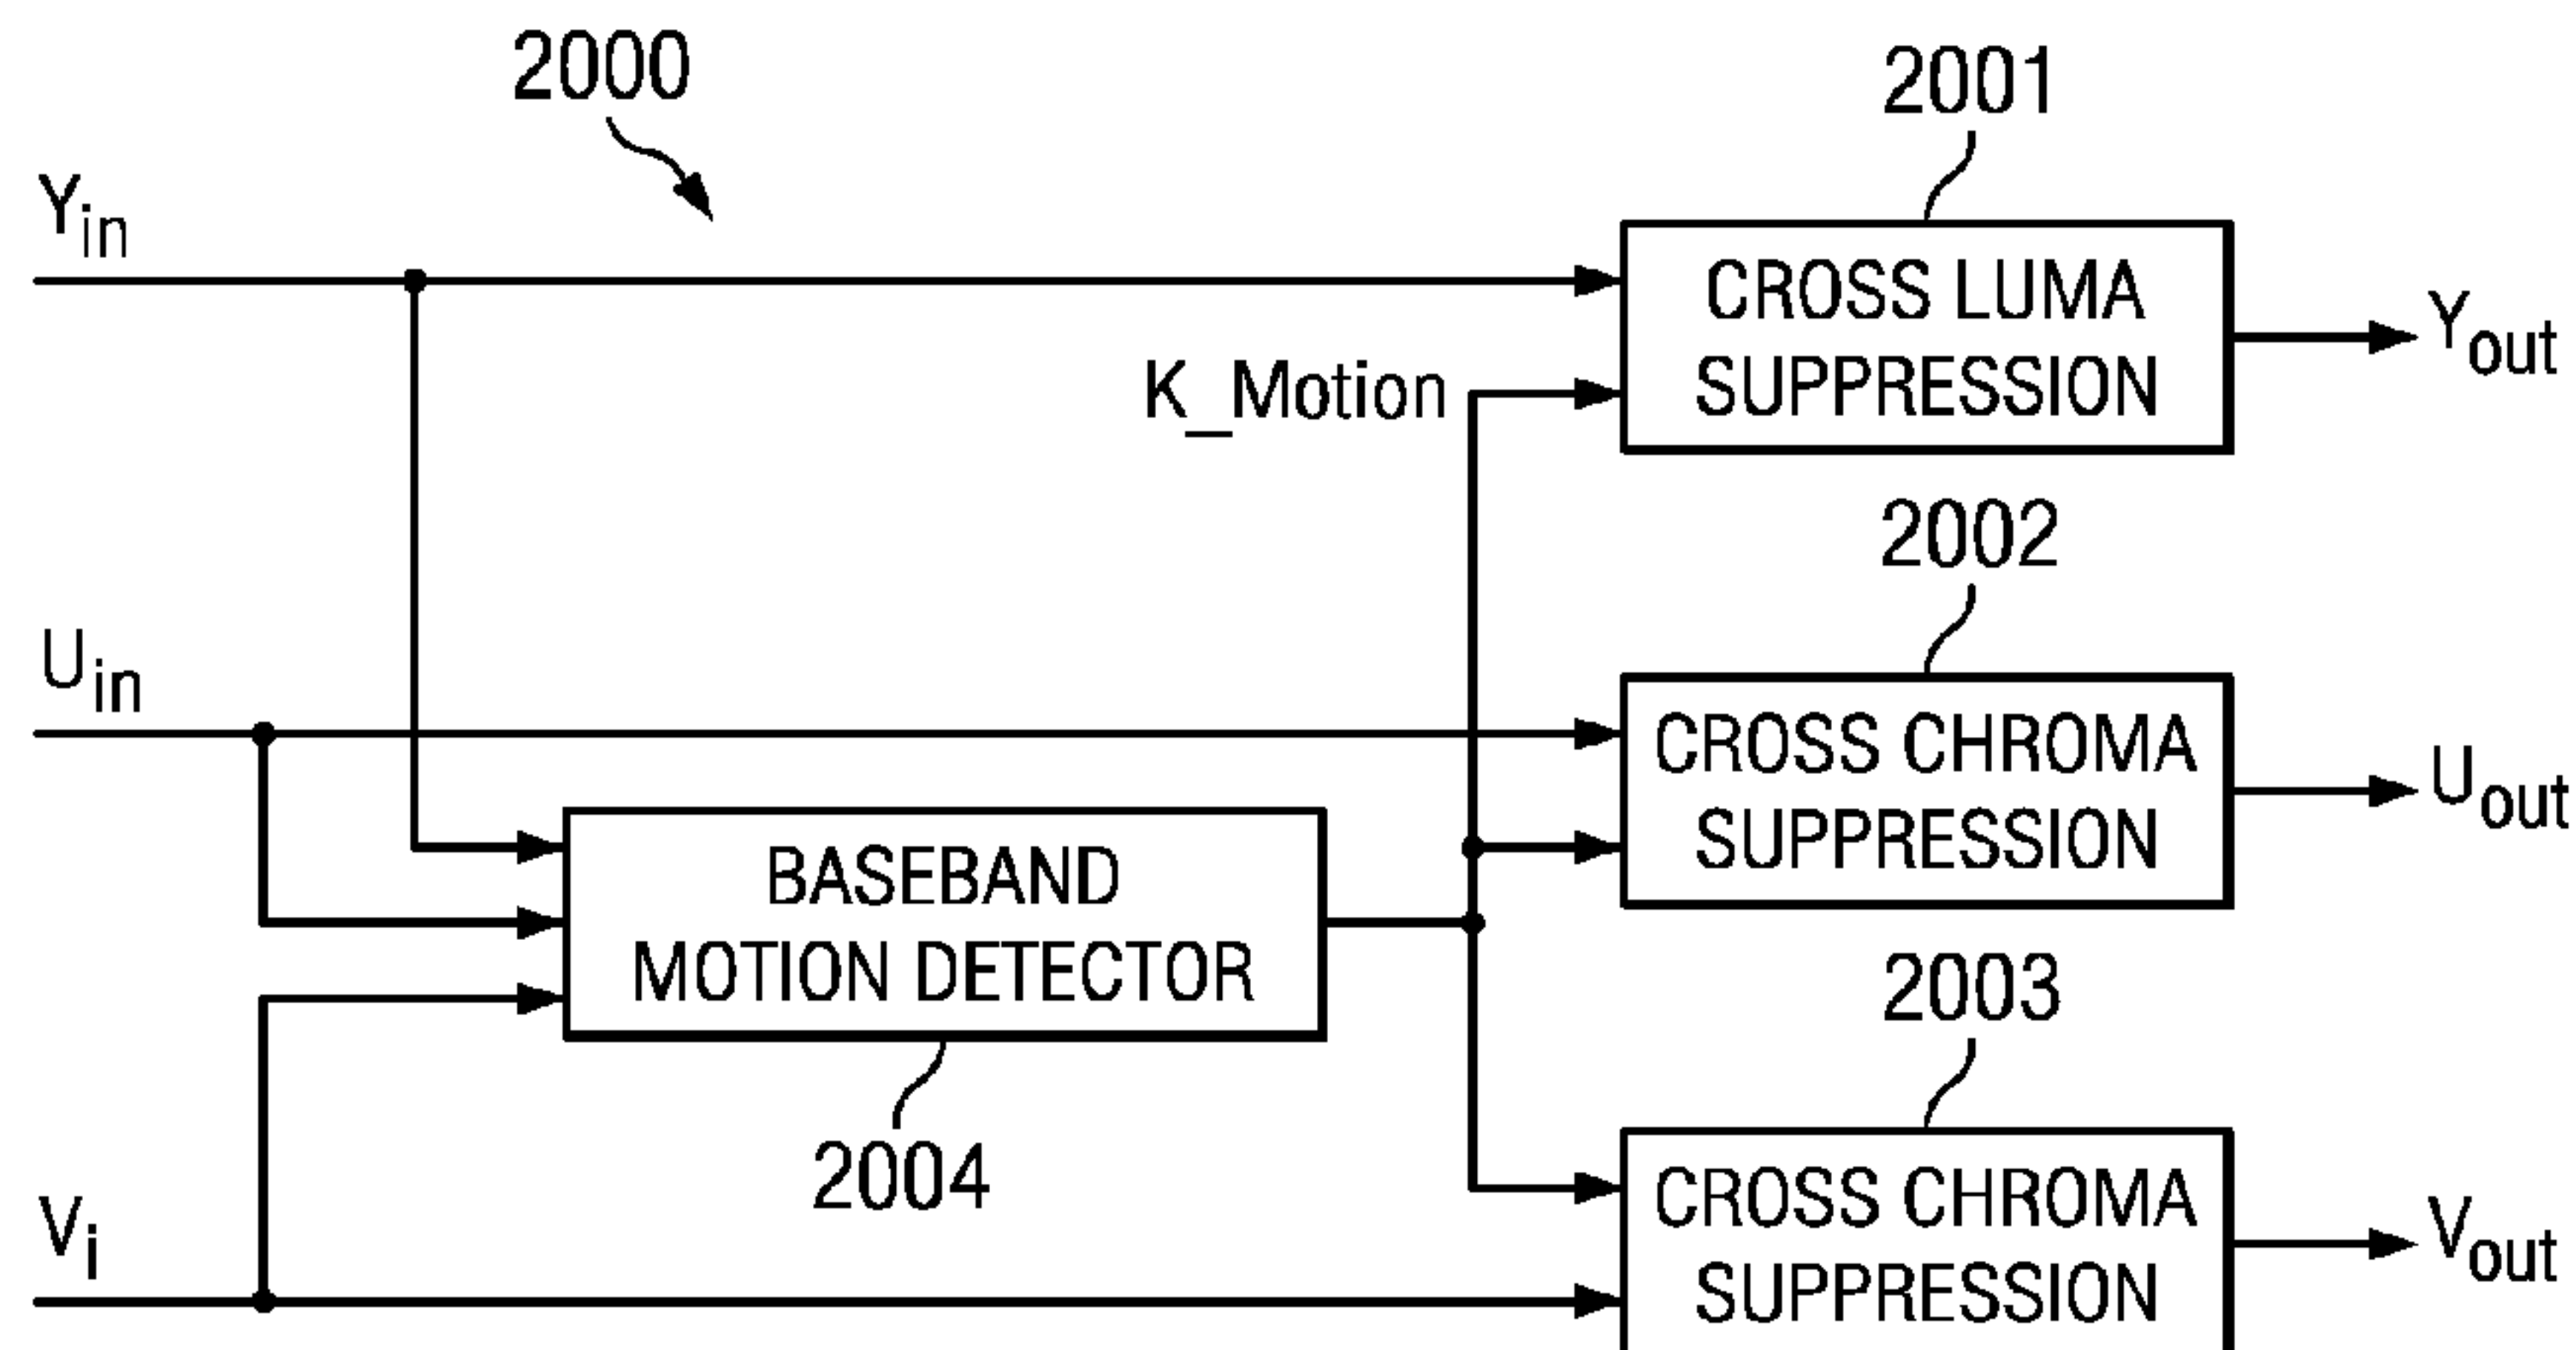 2000
2001
Yin
CROSS LUMA
SUPPRESSION
Yout
K_Motion
2002
Uin
CROSS CHROMA
SUPPRESSION
Uout
BASEBAND
MOTION DETECTOR
2003
2004
Vi
CROSS CHROMA
SUPPRESSION
Vout